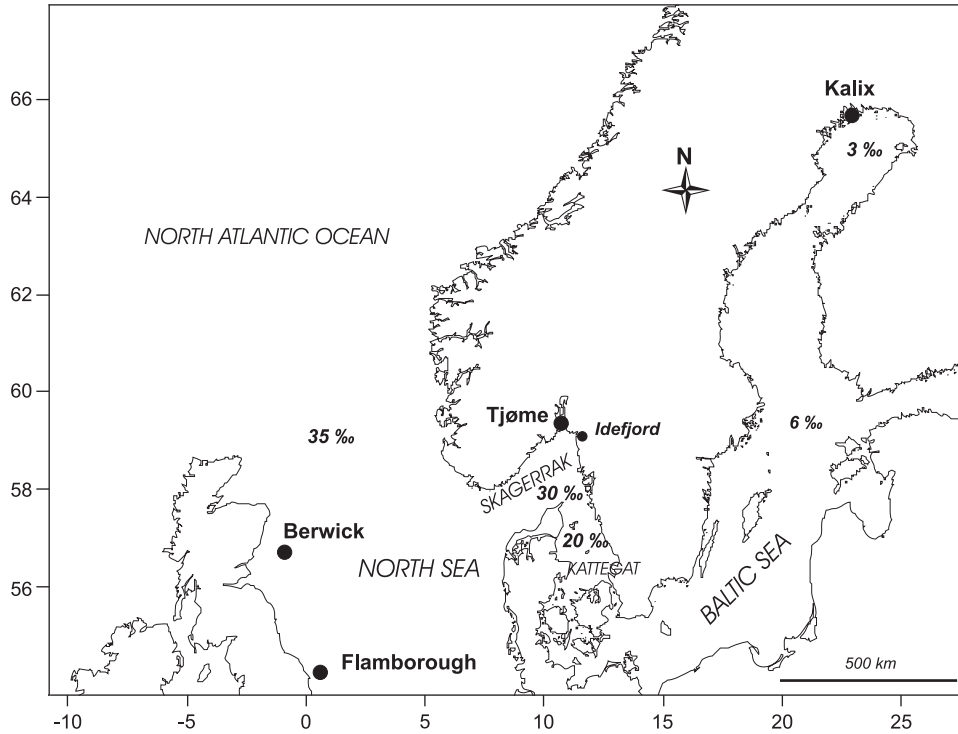 66
64
62
60
58
56
Kalix
3 ‰
N
NORTH ATLANTIC OCEAN
Tjøme
Idefjord
35 ‰
6 ‰
SKAGERRAK
30 ‰
Berwick
20 ‰
NORTH SEA
KATTEGAT
BALTIC SEA
Flamborough
500 km
-10 -5 0 5 10 15 20 25